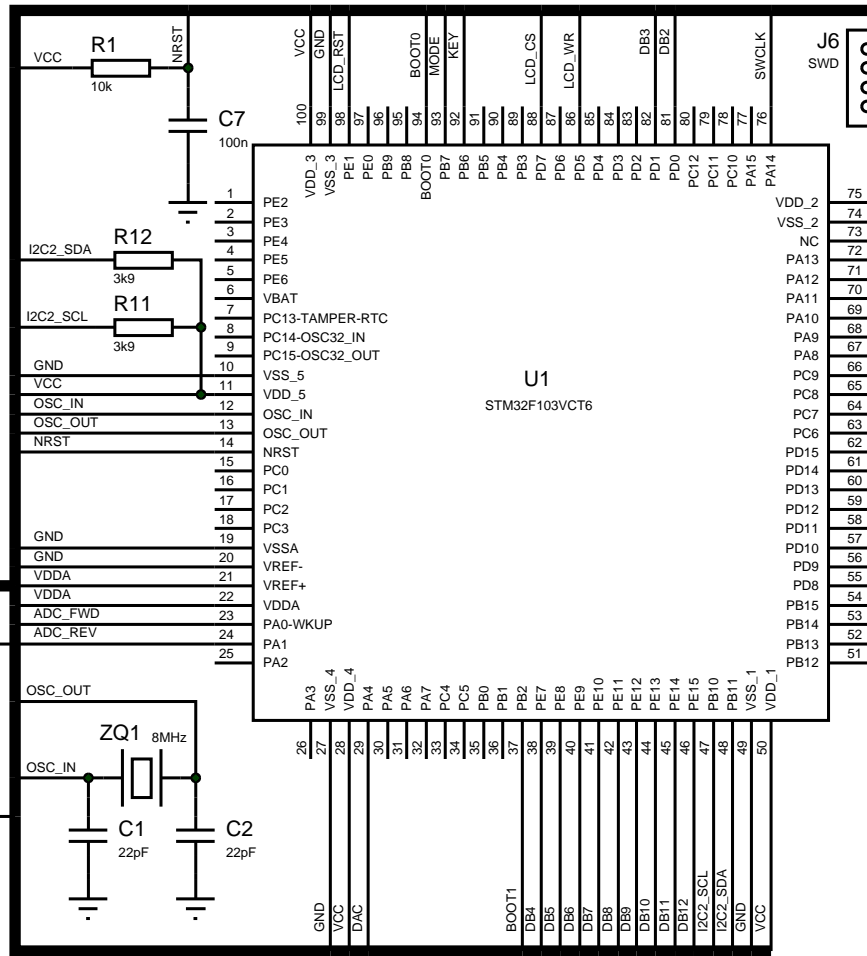 VCC
R1
10k
NRST
C7
100n
VCC
GND
LCD_RST
BOOT0
MODE
KEY
LCD_CS
LCD_WR
DB3
DB2
SWCLK
J6
SWD
100
99
98
97
96
95
94
93
92
91
90
89
88
87
86
85
84
83
82
81
80
79
78
77
76
VDD_3
VSS_3
PE1
PE0
PB9
PB8
BOOT0
PB7
PB6
PB5
PB4
PB3
PD7
PD6
PD5
PD4
PD3
PD2
PD1
PD0
PC12
PC11
PC10
PA15
PA14
I2C2_SDA
R12
3k9
I2C2_SCL
R11
3k9
GND
VCC
OSC_IN
OSC_OUT
NRST
GND
GND
VDDA
VDDA
ADC_FWD
ADC_REV
1 PE2
2 PE3
3 PE4
4 PE5
5 PE6
6 VBAT
7 PC13-TAMPER-RTC
8 PC14-OSC32_IN
9 PC15-OSC32_OUT
10 VSS_5
11 VDD_5
12 OSC_IN
13 OSC_OUT
14 NRST
15 PC0
16 PC1
17 PC2
18 PC3
19 VSSA
20 VREF-
21 VREF+
22 VDDA
23 PA0-WKUP
24 PA1
25 PA2
U1
STM32F103VCT6
VDD_2 75
VSS_2 74
NC 73
PA13 72
PA12 71
PA11 70
PA10 69
PA9 68
PA8 67
PC9 66
PC8 65
PC7 64
PC6 63
PD15 62
PD14 61
PD13 60
PD12 59
PD11 58
PD10 57
PD9 56
PD8 55
PB15 54
PB14 53
PB13 52
PB12 51
PA3
VSS_4
VDD_4
PA4
PA5
PA6
PA7
PC4
PC5
PB0
PB1
PB2
PE7
PE8
PE9
PE10
PE11
PE12
PE13
PE14
PE15
PB10
PB11
VSS_1
VDD_1
26
27
28
29
30
31
32
33
34
35
36
37
38
39
40
41
42
43
44
45
46
47
48
49
50
OSC_OUT
ZQ1
8MHz
OSC_IN
C1
22pF
C2
22pF
GND
VCC
DAC
BOOT1
DB4
DB5
DB6
DB7
DB8
DB9
DB10
DB11
DB12
I2C2_SCL
I2C2_SDA
GND
VCC